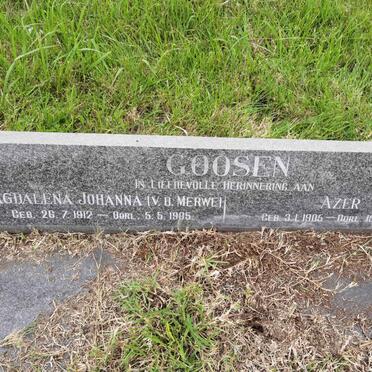 GOOSEN
IN LIEFDEVOLLE HERINNERING AAN
AGDALENA JOHANNA (V.D. MERWE) AZER
GEB. 26.7.1912 - OORL. 5.5.1985. GEB. 3.1.1905 - OORL.